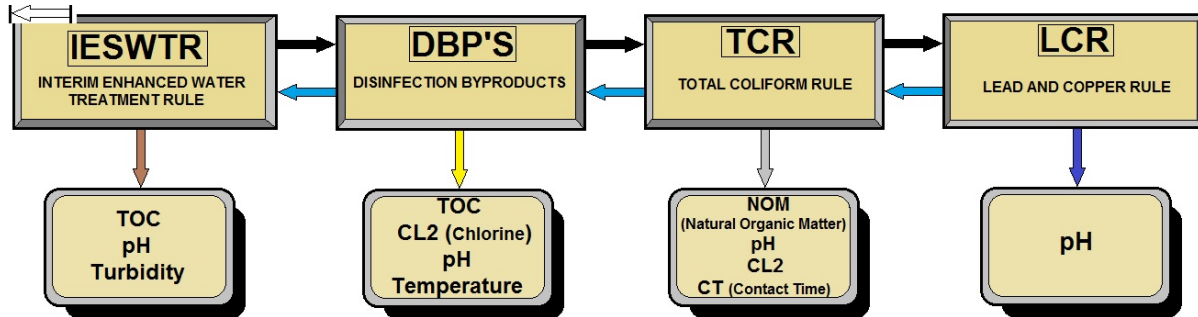 IESWTR
INTERIM ENHANCED WATER
TREATMENT RULE
DBP'S
DISINFECTION BYPRODUCTS
TCR
TOTAL COLIFORM RULE
LCR
LEAD AND COPPER RULE
TOC
pH
Turbidity
TOC
CL2 (Chlorine)
pH
Temperature
NOM
(Natural Organic Matter)
pH
CL2
CT (Contact Time)
pH